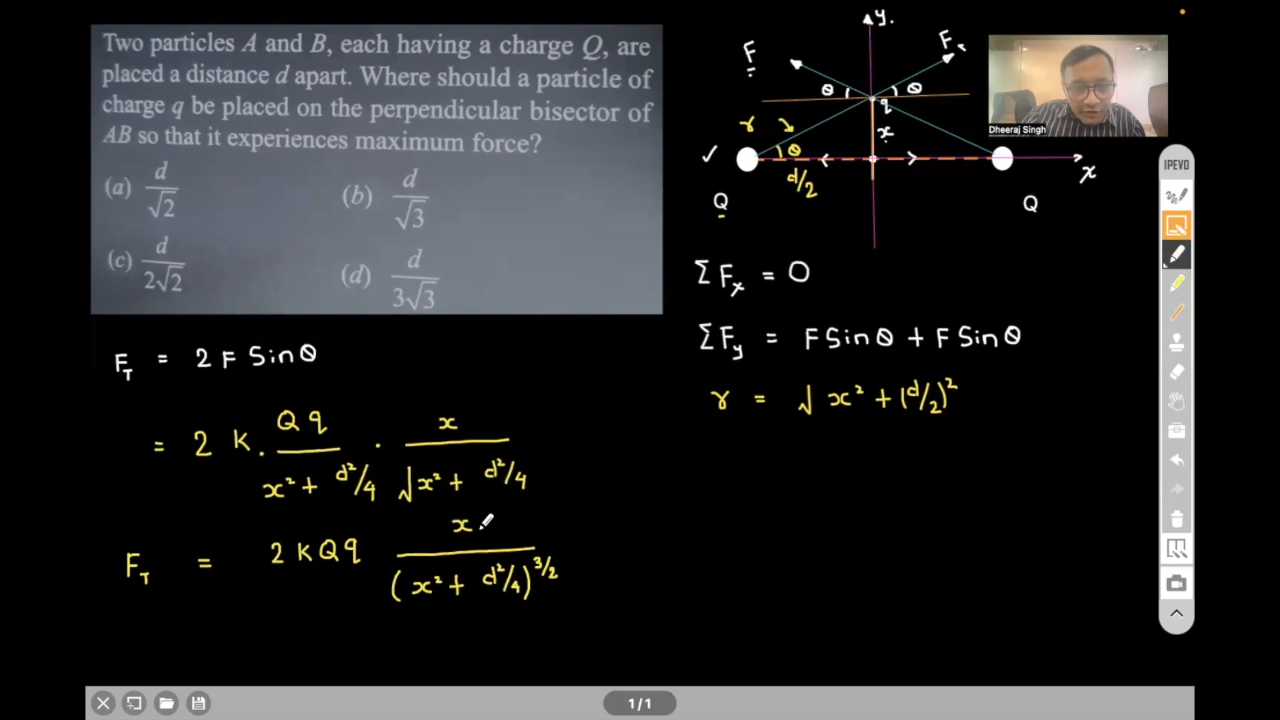 Two particles A and B, each having a charge Q, are
placed a distance d apart. Where should a particle of
charge q be placed on the perpendicular bisector of
AB so that it experiences maximum force?
(a) d/√2
(b) d/√3
(c) d/2√2
(d) d/3√3
y.
F
F
θ
θ
q
r
x
θ
Dheeraj Singh
d/2
x
Q
Q
IPEVO
ΣFx = 0
ΣFy = F Sinθ + F Sinθ
r = √x² + (d/2)²
FT = 2 F Sinθ
= 2 K. Qq/x² + d²/4 · x/√x² + d²/4
FT = 2 K Q q x/(x² + d²/4)^3/2
1/1